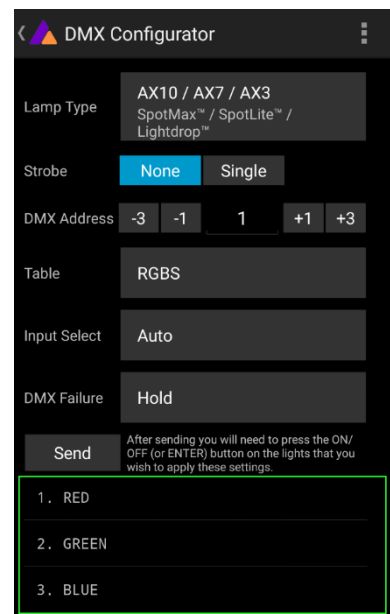 DMX Configurator
Lamp Type
AX10 / AX7 / AX3
SpotMax™ / SpotLite™ /
Lightdrop™
Strobe
None Single
DMX Address -3 -1 1 +1 +3
Table
RGBS
Input Select
Auto
DMX Failure
Hold
Send
After sending you will need to press the ON/
OFF (or ENTER) button on the lights that you
wish to apply these settings.
1. RED
2. GREEN
3. BLUE